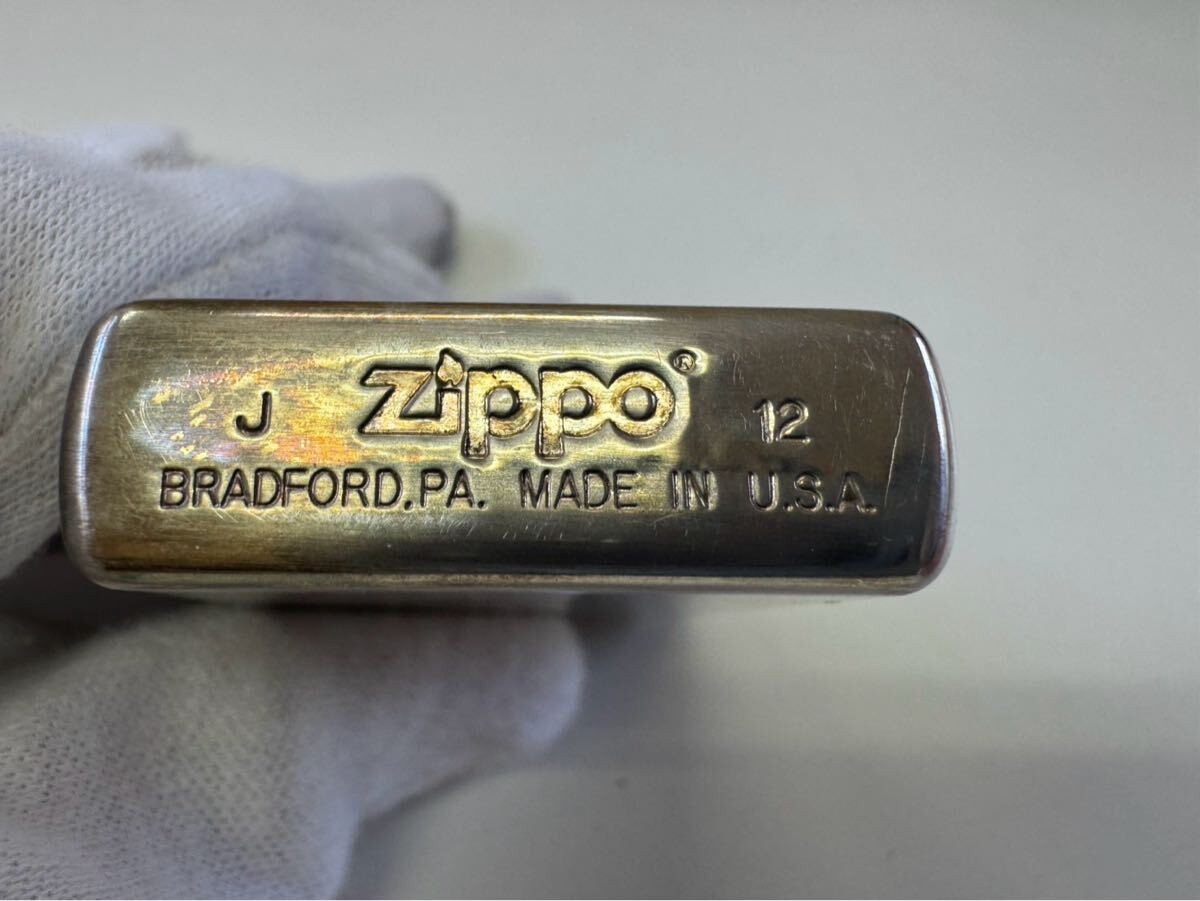 J zippo® 12
BRADFORD, PA. MADE IN U.S.A.